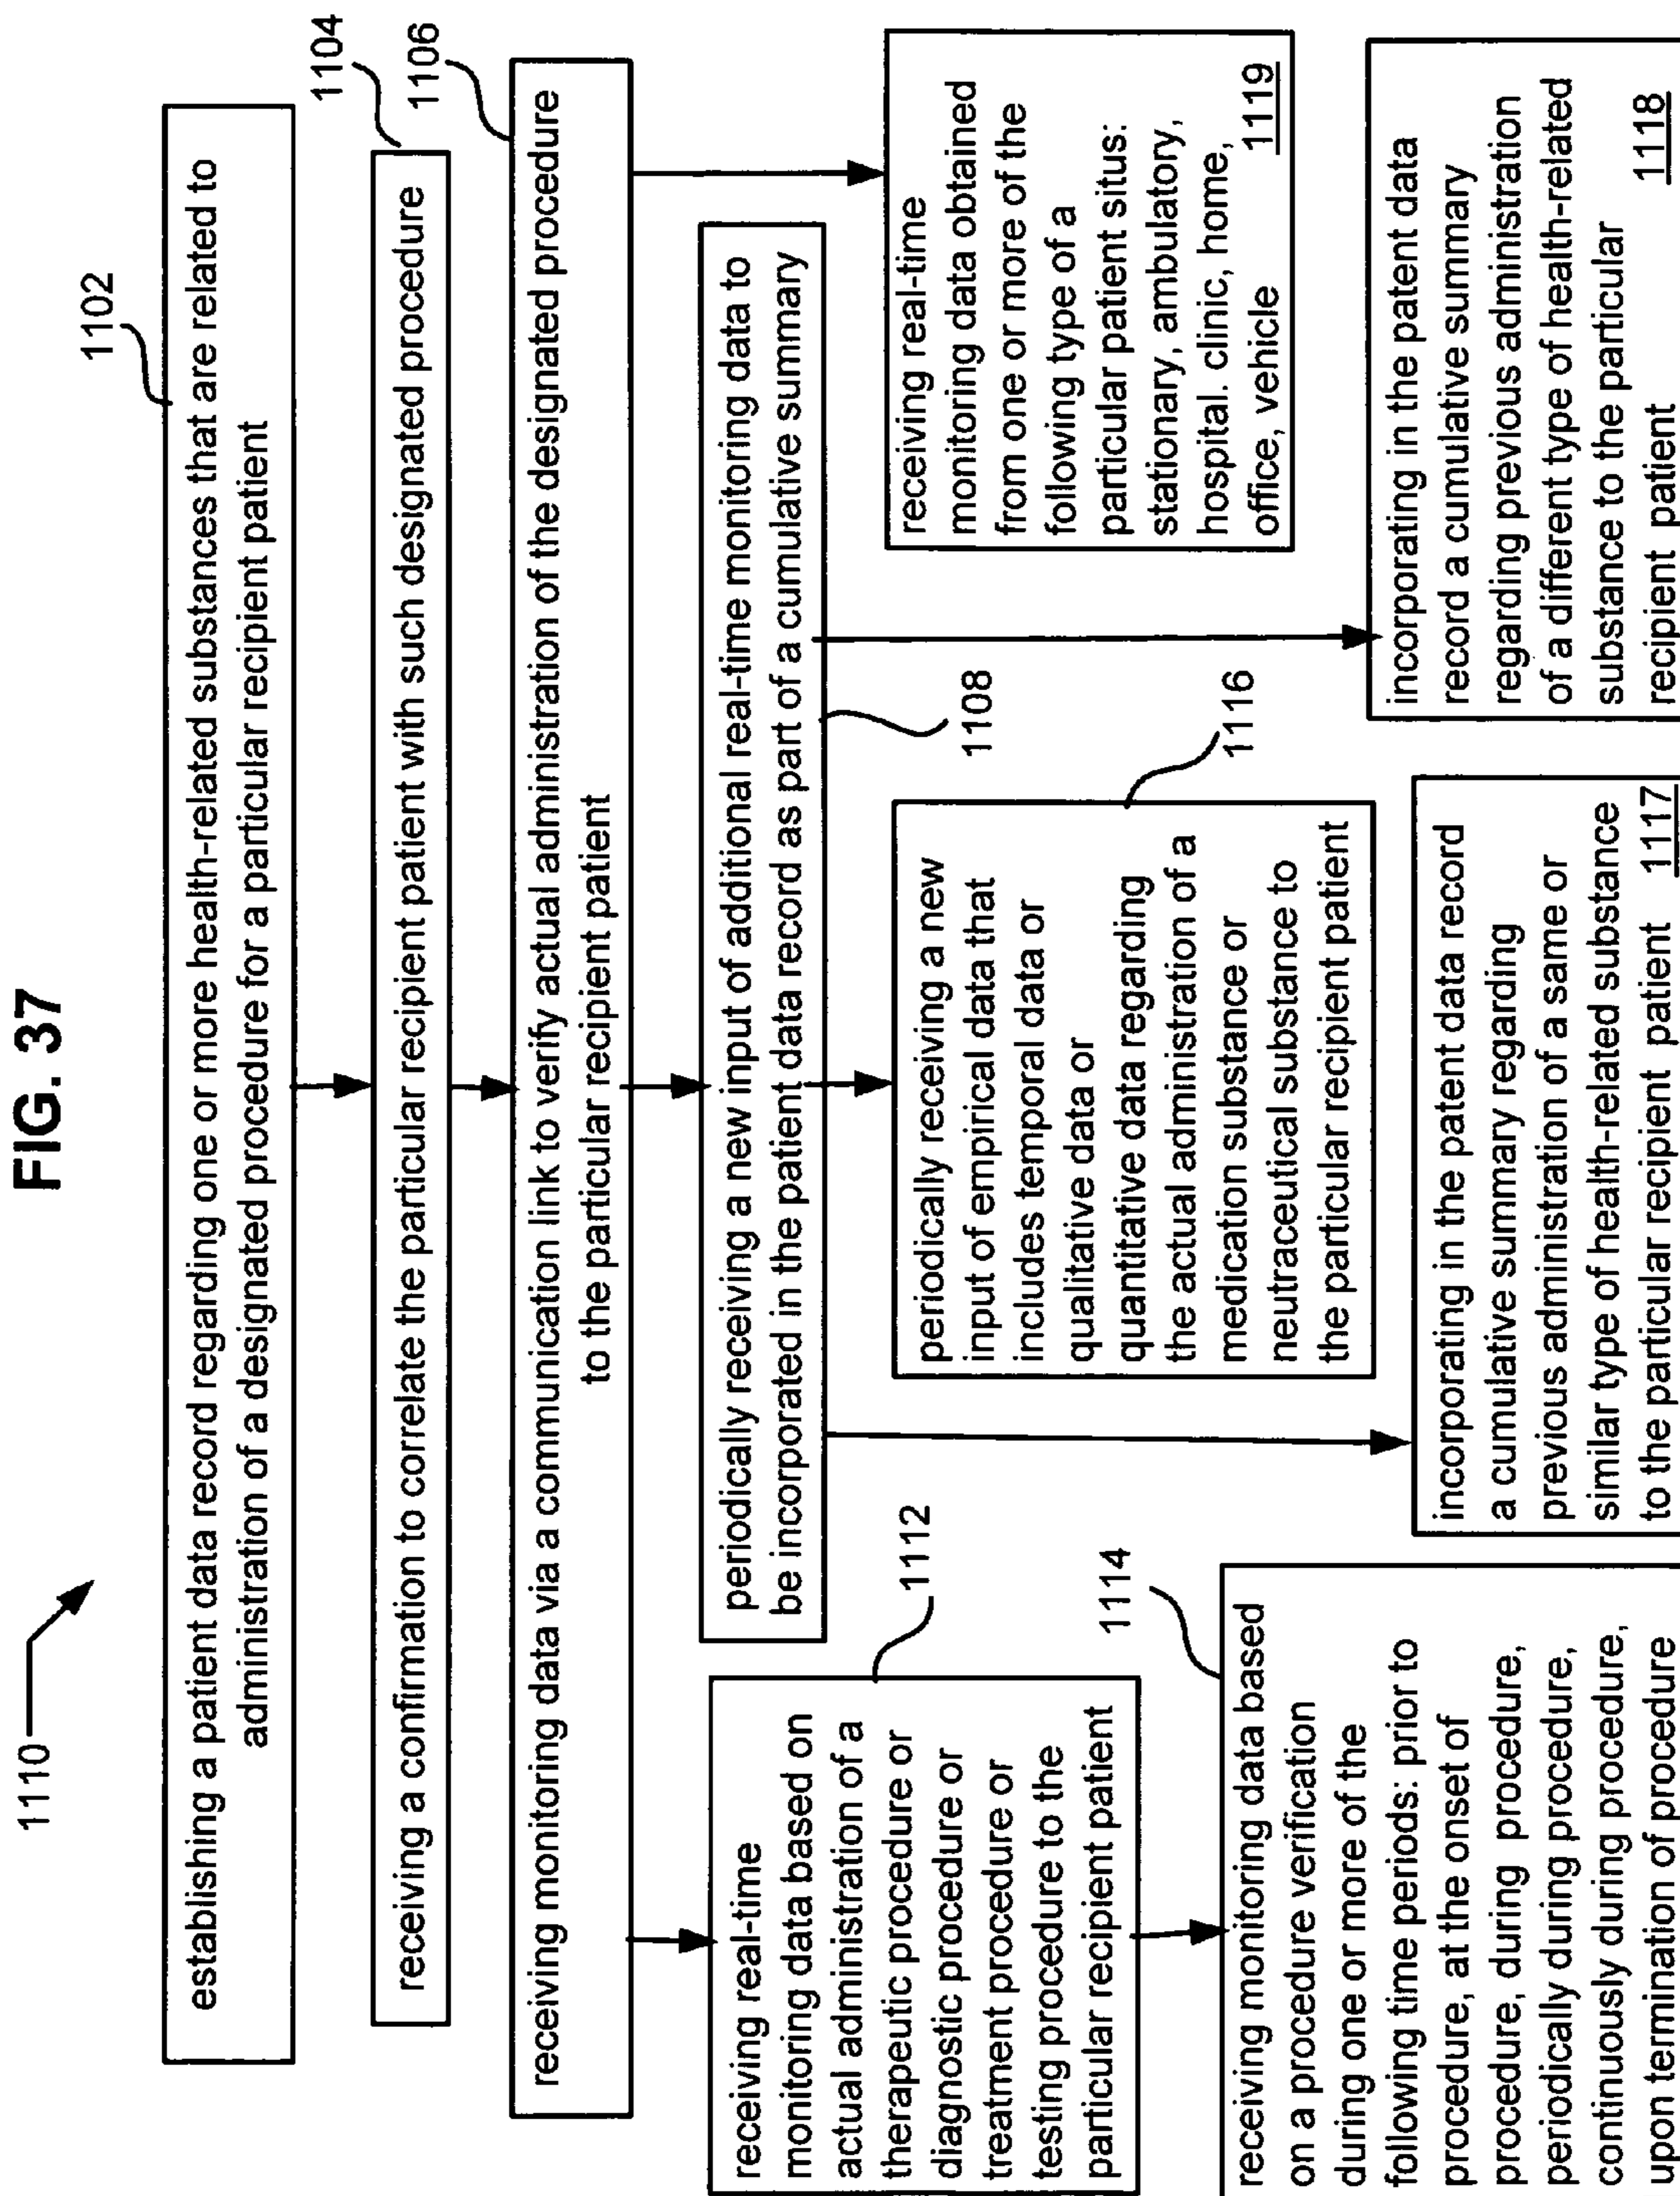 FIG. 37
1110
1102
establishing a patient data record regarding one or more health-related substances that are related to
administration of a designated procedure for a particular recipient patient
1104
receiving a confirmation to correlate the particular recipient patient with such designated procedure
1106
receiving monitoring data via a communication link to verify actual administration of the designated procedure
to the particular recipient patient
periodically receiving a new input of additional real-time monitoring data to
be incorporated in the patient data record as part of a cumulative summary
1108
receiving real-time
monitoring data based on
actual administration of a
therapeutic procedure or
diagnostic procedure or
treatment procedure or
testing procedure to the
particular recipient patient
1112
1114
receiving monitoring data based
on a procedure verification
during one or more of the
following time periods: prior to
procedure, at the onset of
procedure, during  procedure,
periodically during procedure,
continuously during procedure,
upon termination of procedure
periodically receiving a new
input of empirical data that
includes temporal data or
qualitative data or
quantitative data regarding
the actual administration of a
medication substance or
neutraceutical substance to
the particular recipient patient
1116
incorporating in the patent data record
a cumulative summary regarding
previous administration of a same or
similar type of health-related substance
to the particular recipient  patient 1117
receiving real-time
monitoring data obtained
from one or more of the
following type of a
particular patient situs:
stationary, ambulatory,
hospital. clinic, home,
office, vehicle 1119
incorporating in the patent data
record a cumulative summary
regarding previous administration
of a different type of health-related
substance to the particular
recipient  patient 1118